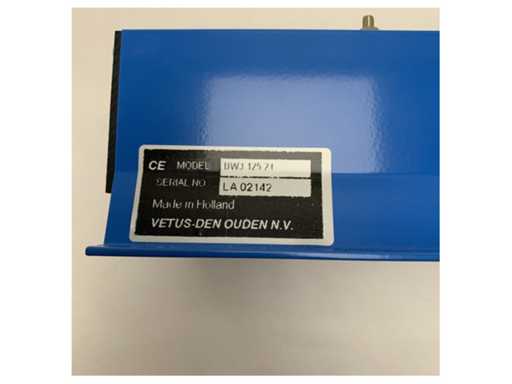 CE MODEL
SERIAL NO LA 02142
Made in Holland
VETUS-DEN OUDEN N.V.